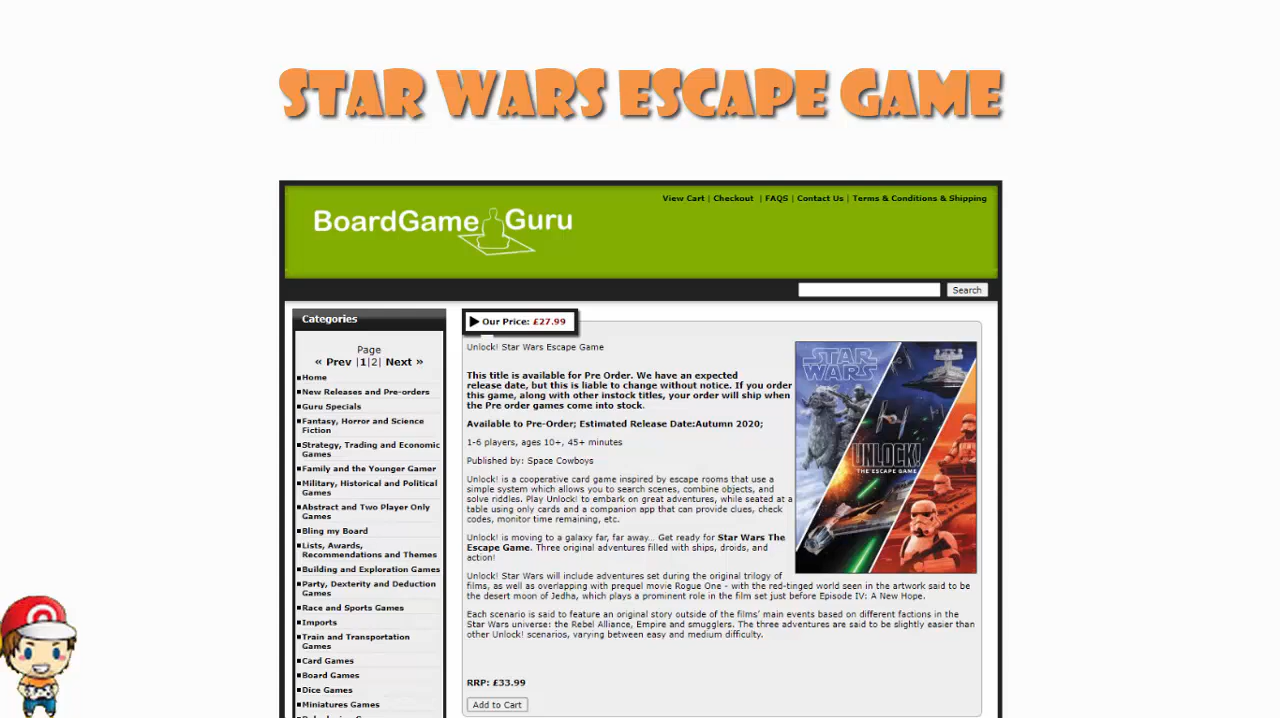 STAR WARS ESCAPE GAME
View Cart | Checkout | FAQS | Contact Us | Terms & Conditions & Shipping
BoardGame Guru
Search
Categories
Page
« Prev |1|2| Next »
Home
New Releases and Pre-orders
Guru Specials
Fantasy, Horror and Science
Fiction
Strategy, Trading and Economic
Games
Family and the Younger Gamer
Military, Historical and Political
Games
Abstract and Two Player Only
Games
Bling my Board
Lists, Awards,
Recommendations and Themes
Building and Exploration Games
Party, Dexterity and Deduction
Games
Race and Sports Games
Imports
Train and Transportation
Games
Card Games
Board Games
Dice Games
Miniatures Games
Our Price: £27.99
Unlock! Star Wars Escape Game
This title is available for Pre Order. We have an expected
release date, but this is liable to change without notice. If you order
this game, along with other instock titles, your order will ship when
the Pre order games come into stock.
Available to Pre-Order; Estimated Release Date:Autumn 2020;
1-6 players, ages 10+, 45+ minutes
Published by: Space Cowboys
Unlock! is a cooperative card game inspired by escape rooms that use a
simple system which allows you to search scenes, combine objects, and
solve riddles. Play Unlock! to embark on great adventures, while seated at a
table using only cards and a companion app that can provide clues, check
codes, monitor time remaining, etc.
Unlock! is moving to a galaxy far, far away... Get ready for Star Wars The
Escape Game. Three original adventures filled with ships, droids, and
action!
Unlock! Star Wars will include adventures set during the original trilogy of
films, as well as overlapping with prequel movie Rogue One - with the red-tinged world seen in the artwork said to be
the desert moon of Jedha, which plays a prominent role in the film set just before Episode IV: A New Hope.
Each scenario is said to feature an original story outside of the films' main events based on different factions in the
Star Wars universe: the Rebel Alliance, Empire and smugglers. The three adventures are said to be slightly easier than
other Unlock! scenarios, varying between easy and medium difficulty.
RRP: £33.99
Add to Cart
STAR
WARS
UNLOCK!
THE ESCAPE GAME